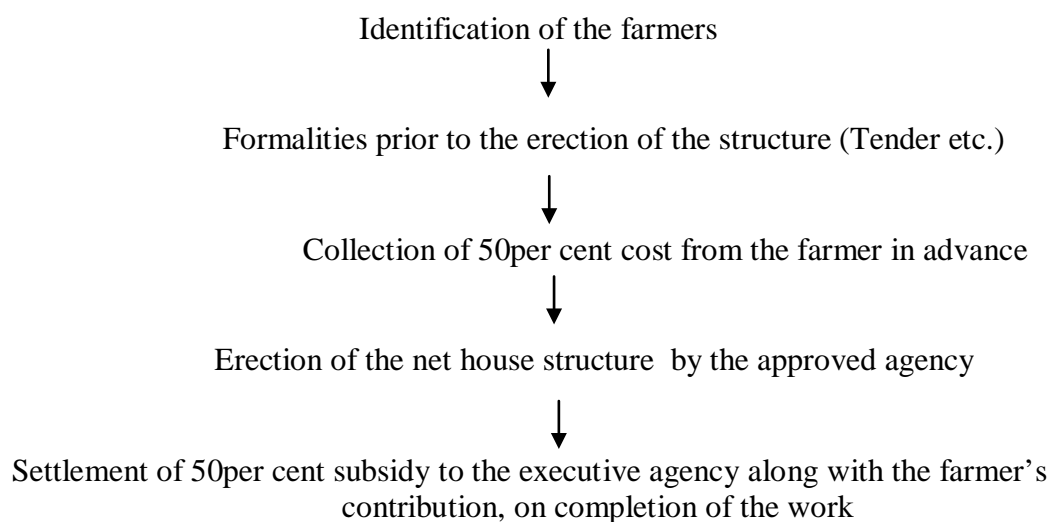 Identification of the farmers
Formalities prior to the erection of the structure (Tender etc.)
Collection of 50per cent cost from the farmer in advance
Erection of the net house structure by the approved agency
Settlement of 50per cent subsidy to the executive agency along with the farmer’s
contribution, on completion of the work